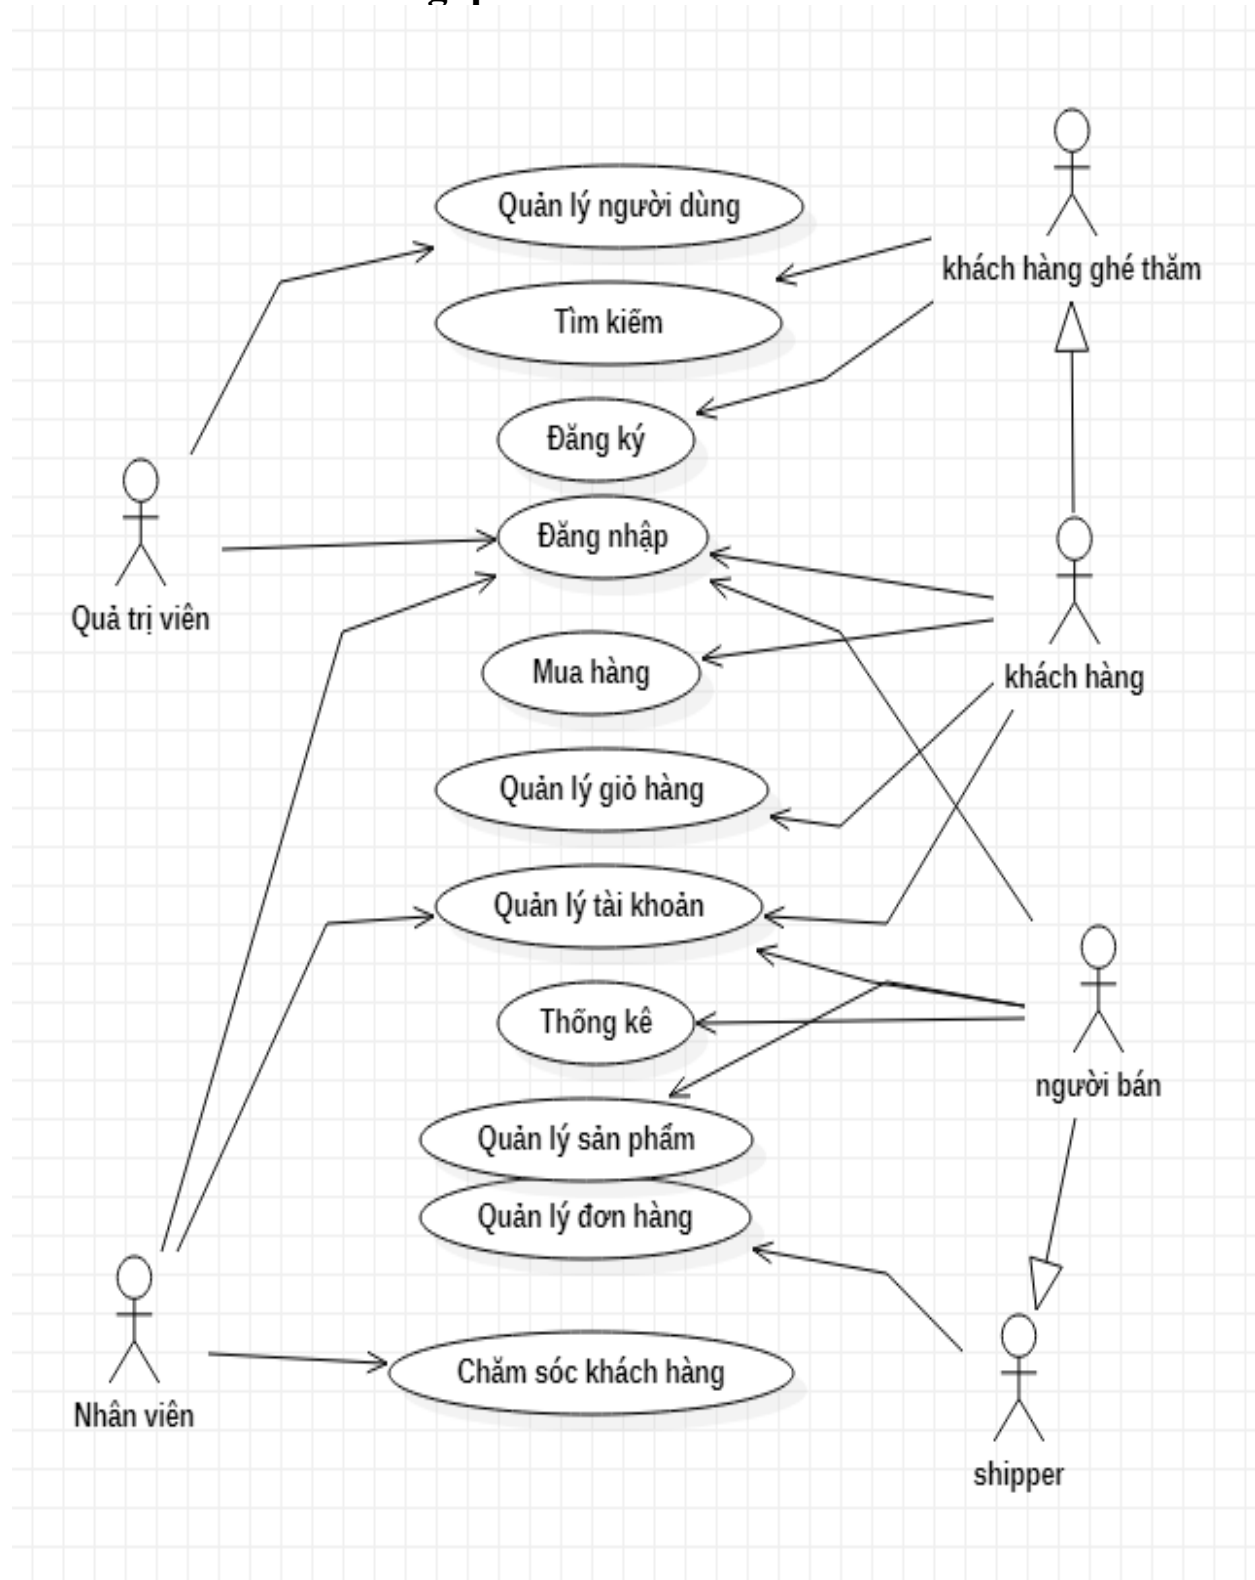 Quản lý người dùng
khách hàng ghé thăm
Tìm kiếm
Đăng ký
Đăng nhập
Quả trị viên
Mua hàng
khách hàng
Quản lý giỏ hàng
Quản lý tài khoản
Thống kê
người bán
Quản lý sản phẩm
Quản lý đơn hàng
Chăm sóc khách hàng
Nhân viên
shipper